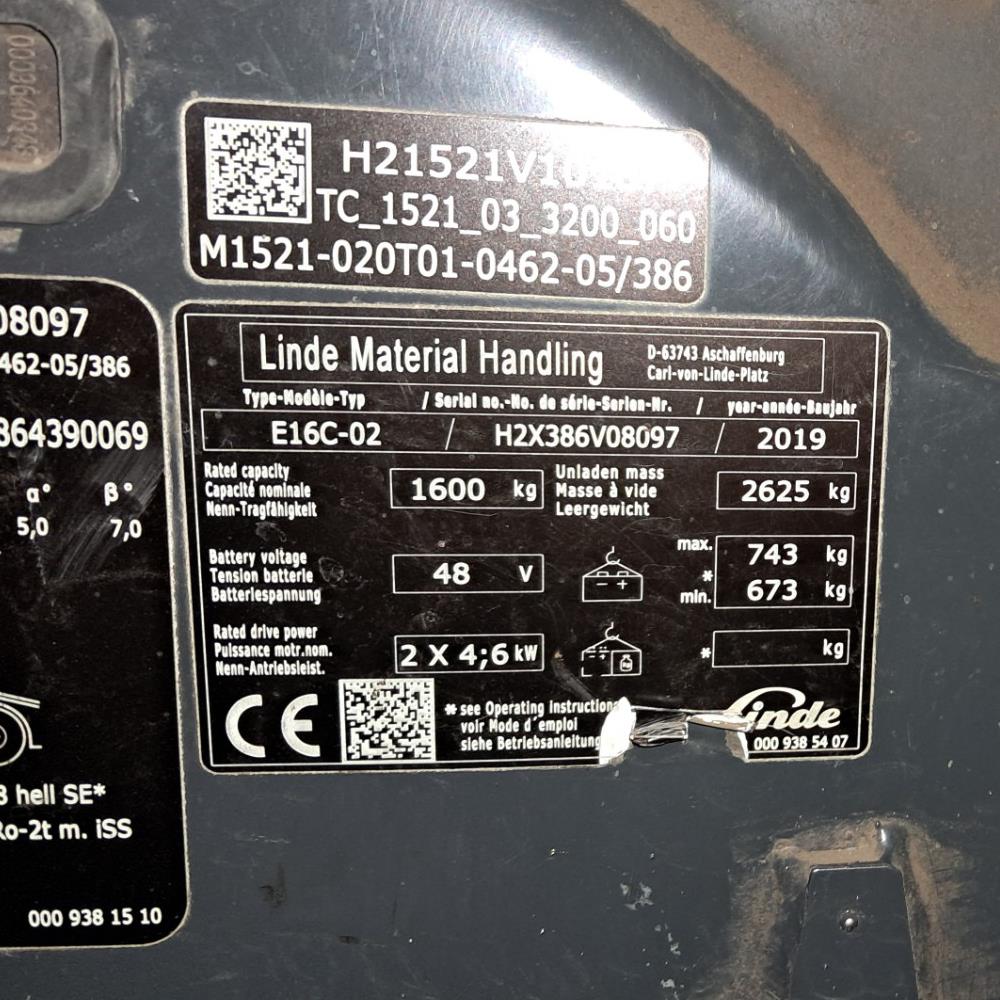 H21521V10
TC_1521_03_3200_060
M1521-020T01-0462-05/386
08097
462-05/386
864390069
α° β°
5,0 7,0
hell SE*
Ro-2t m. iSS
000 938 15 10
Linde Material Handling
D-63743 Aschaffenburg
Carl-von-Linde-Platz
Type-Modèle-Typ / Serial no.-No. de série-Serien-Nr. / year-année-Baujahr
E16C-02 / H2X386V08097 / 2019
Rated capacity
Capacité nominale
Nenn-Tragfähigkeit
1600 kg
Unladen mass
Masse à vide
Leergewicht
2625 kg
Battery voltage
Tension batterie
Batteriespannung
48 V
- +
max. 743 kg
*
min. 673 kg
Rated drive power
Puissance motr.nom.
Nenn-Antriebsleist.
2 X 4;6 kW
* kg
CE
* see Operating instruction
voir Mode d'emploi
siehe Betriebsanleitung
Linde
000 938 54 07